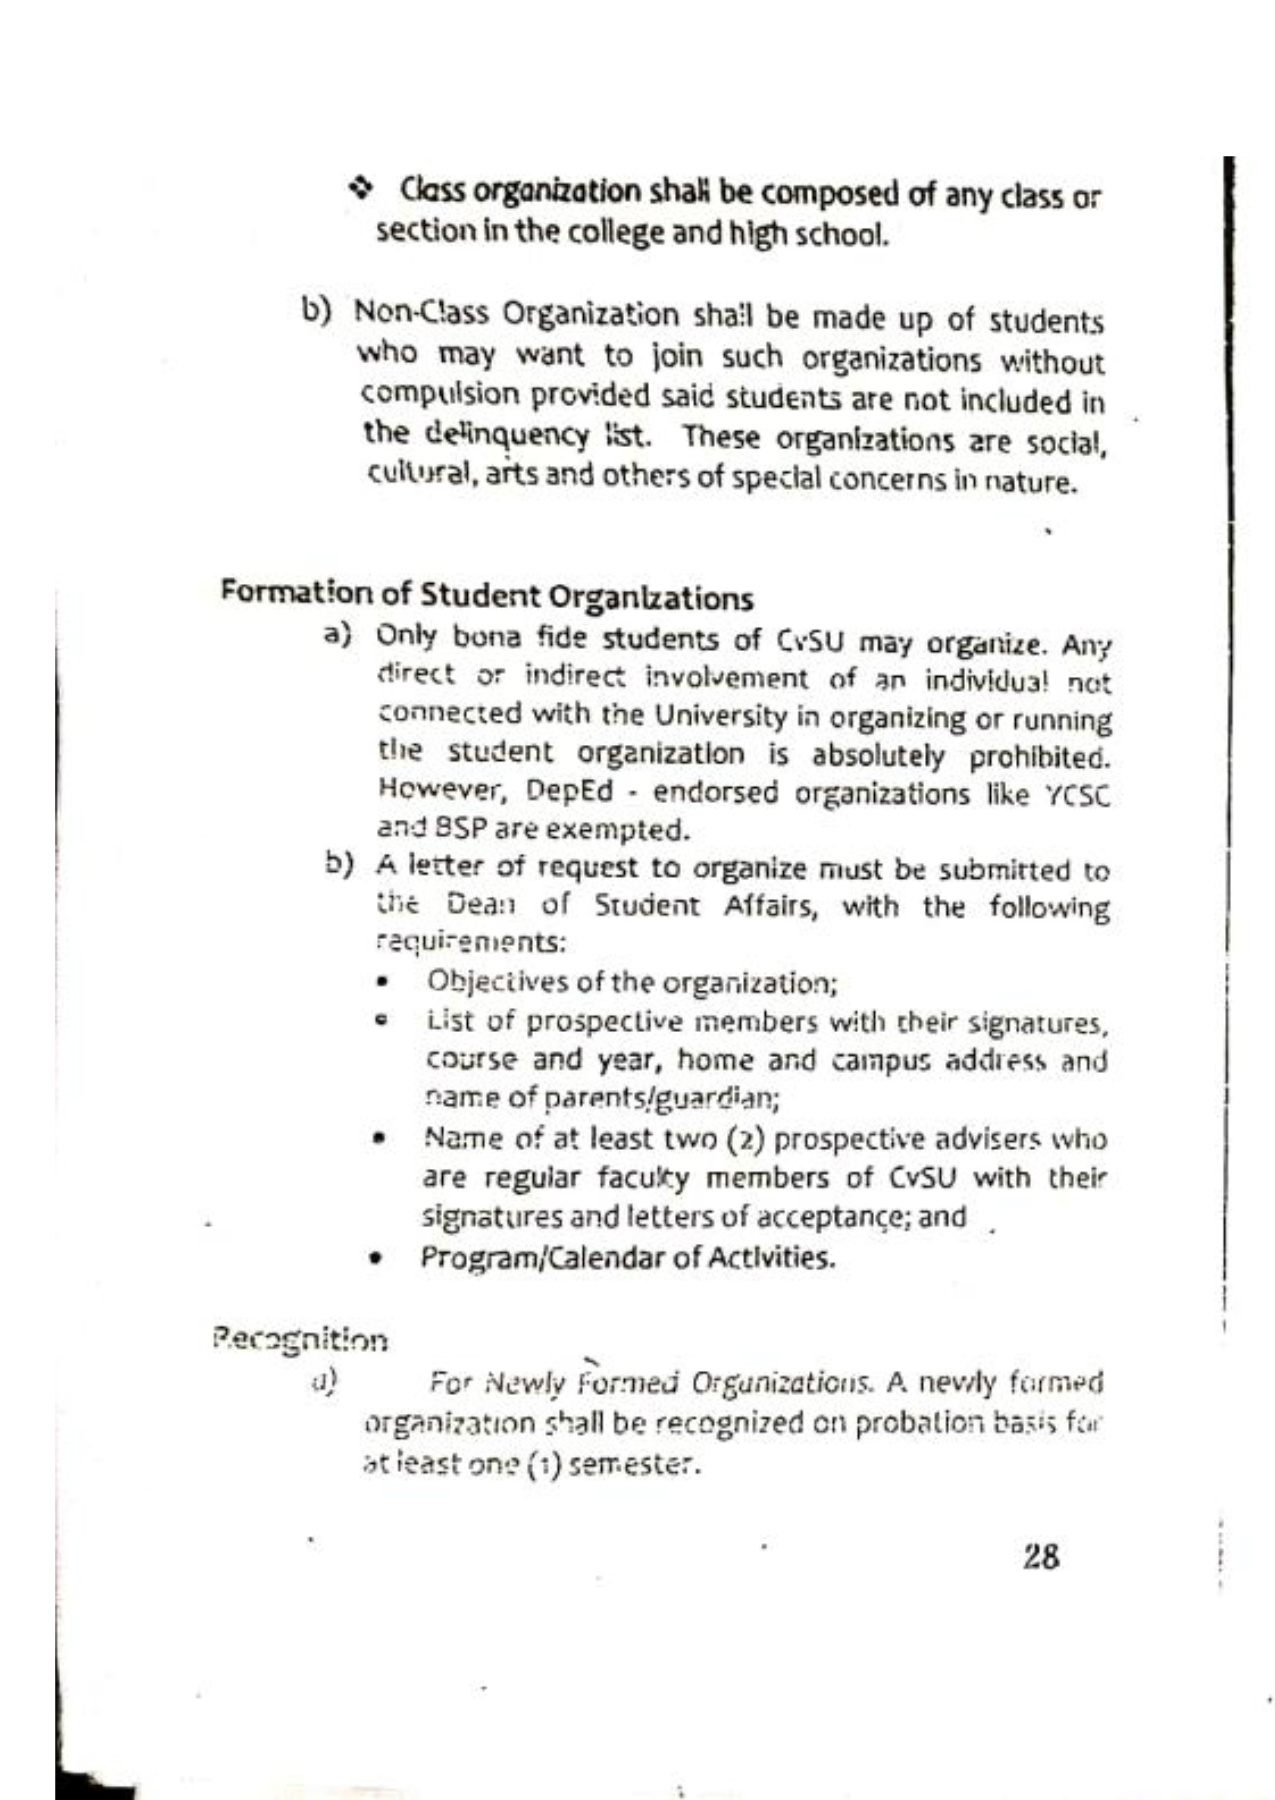 ❖ Class organization shall be composed of any class or
section in the college and high school.
b) Non-Class Organization shall be made up of students
who may want to join such organizations without
compulsion provided said students are not included in
the delinquency list. These organizations are social,
cultural, arts and others of special concerns in nature.
Formation of Student Organizations
a) Only bona fide students of CvSU may organize. Any
direct or indirect involvement of an individual not
connected with the University in organizing or running
the student organization is absolutely prohibited.
However, DepEd - endorsed organizations like YCSC
and BSP are exempted.
b) A letter of request to organize must be submitted to
the Dean of Student Affairs, with the following
requirements:
• Objectives of the organization;
• List of prospective members with their signatures,
course and year, home and campus address and
name of parents/guardian;
• Name of at least two (2) prospective advisers who
are regular faculty members of CvSU with their
signatures and letters of acceptance; and
• Program/Calendar of Activities.
Recognition
a) For Newly Formed Organizations. A newly formed
organization shall be recognized on probation basis for
at least one (1) semester.
28